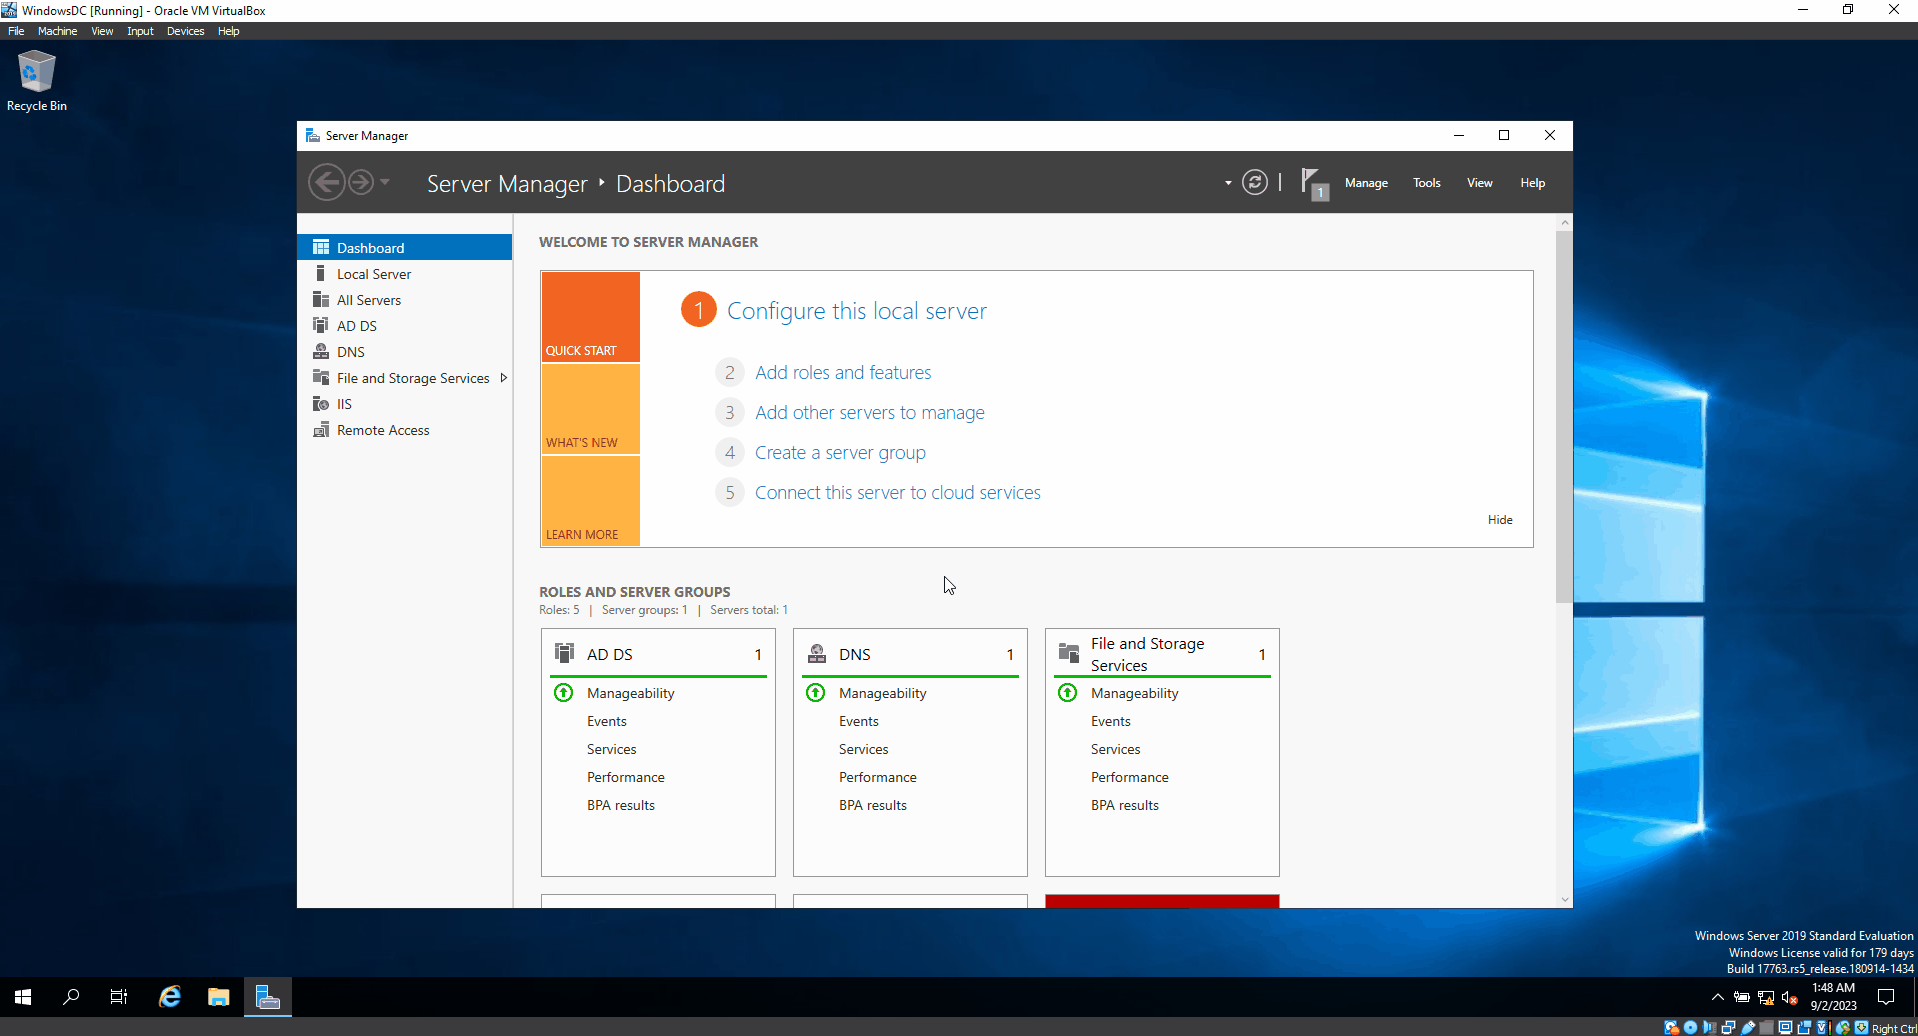 WindowsDC [Running] - Oracle VM VirtualBox
File Machine View Input Devices Help
Recycle Bin
Server Manager
Server Manager Dashboard
1 Manage Tools View Help
Dashboard
Local Server
All Servers
AD DS
DNS
File and Storage Services
IIS
Remote Access
WELCOME TO SERVER MANAGER
QUICK START
WHAT'S NEW
LEARN MORE
1 Configure this local server
2 Add roles and features
3 Add other servers to manage
4 Create a server group
5 Connect this server to cloud services
Hide
ROLES AND SERVER GROUPS
Roles: 5 | Server groups: 1 | Servers total: 1
AD DS 1
Manageability
Events
Services
Performance
BPA results
DNS 1
Manageability
Events
Services
Performance
BPA results
File and Storage
Services 1
Manageability
Events
Services
Performance
BPA results
Windows Server 2019 Standard Evaluation
Windows License valid for 179 days
Build 17763.rs5_release.180914-1434
1:48 AM
9/2/2023
Right Ctrl